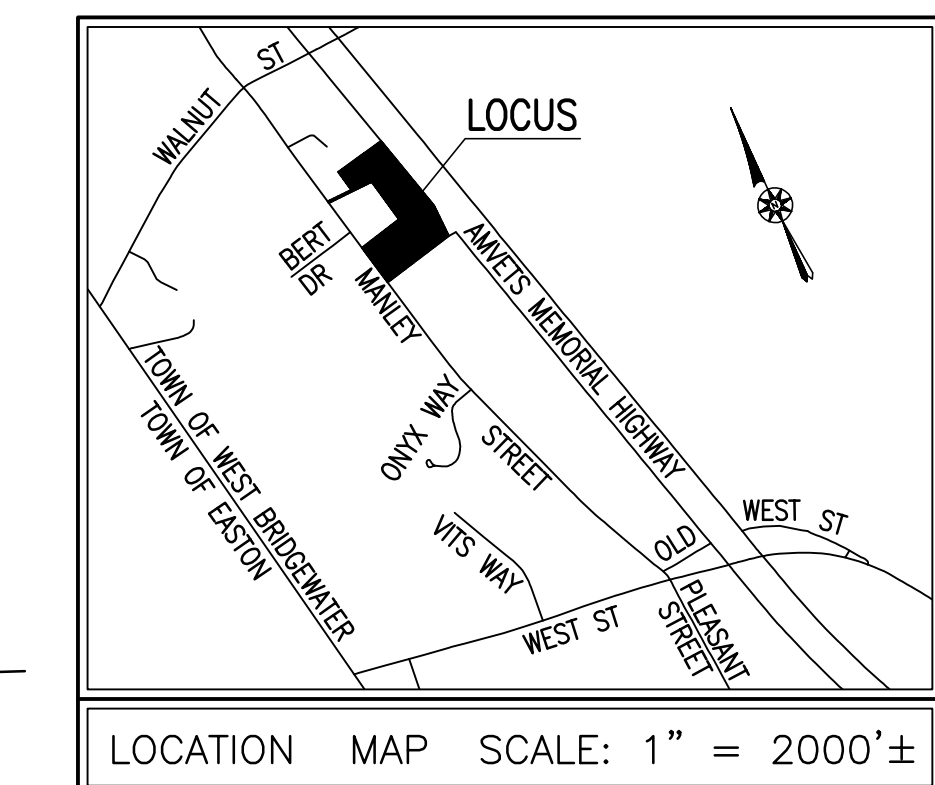 ST
WALNUT
LOCUS
N
BERT
DR
AMVETS MEMORIAL HIGHWAY
MANLEY
STREET
TOWN OF WEST BRIDGEWATER
TOWN OF EASTON
ONYX WAY
VITS WAY
WEST ST
OLD
WEST ST
PLEASANT
STREET
LOCATION MAP SCALE: 1" = 2000'±